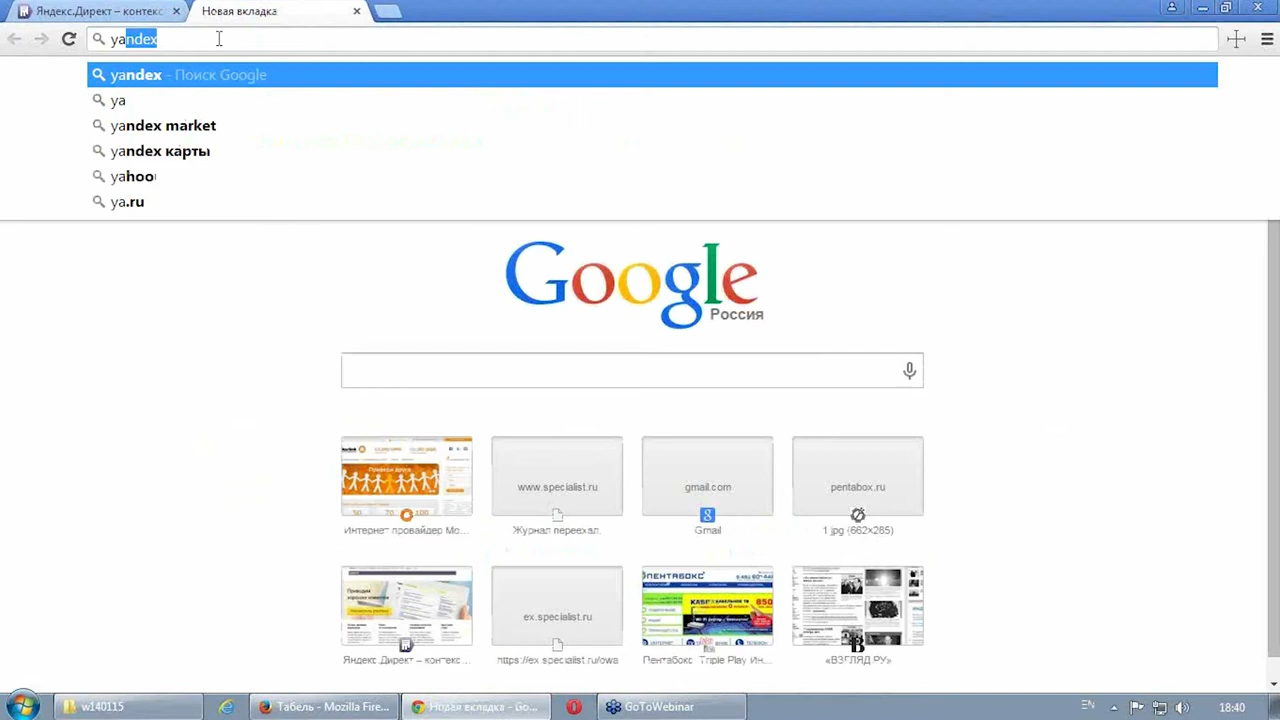 Яндекс.Директ – контекс
Новая вкладка
yandex
yandex - Поиск Google
ya
yandex market
yandex карты
yahoo
ya.ru
Google
Россия
www.specialist.ru
gmail.com
pentabox.ru
Интернет провайдер Mo...
Журнал переехал.
Gmail
1.jpg (662×285)
ex.specialist.ru
ПЕНТАБОКС
850
Яндекс.Директ – контекс...
https://ex.specialist.ru/owa
Пентабокс. Triple Play Ин...
«ВЗГЛЯД.РУ»
w140115
Табель - Mozilla Fire...
Новая вкладка - Go...
GoToWebinar
EN
18:40